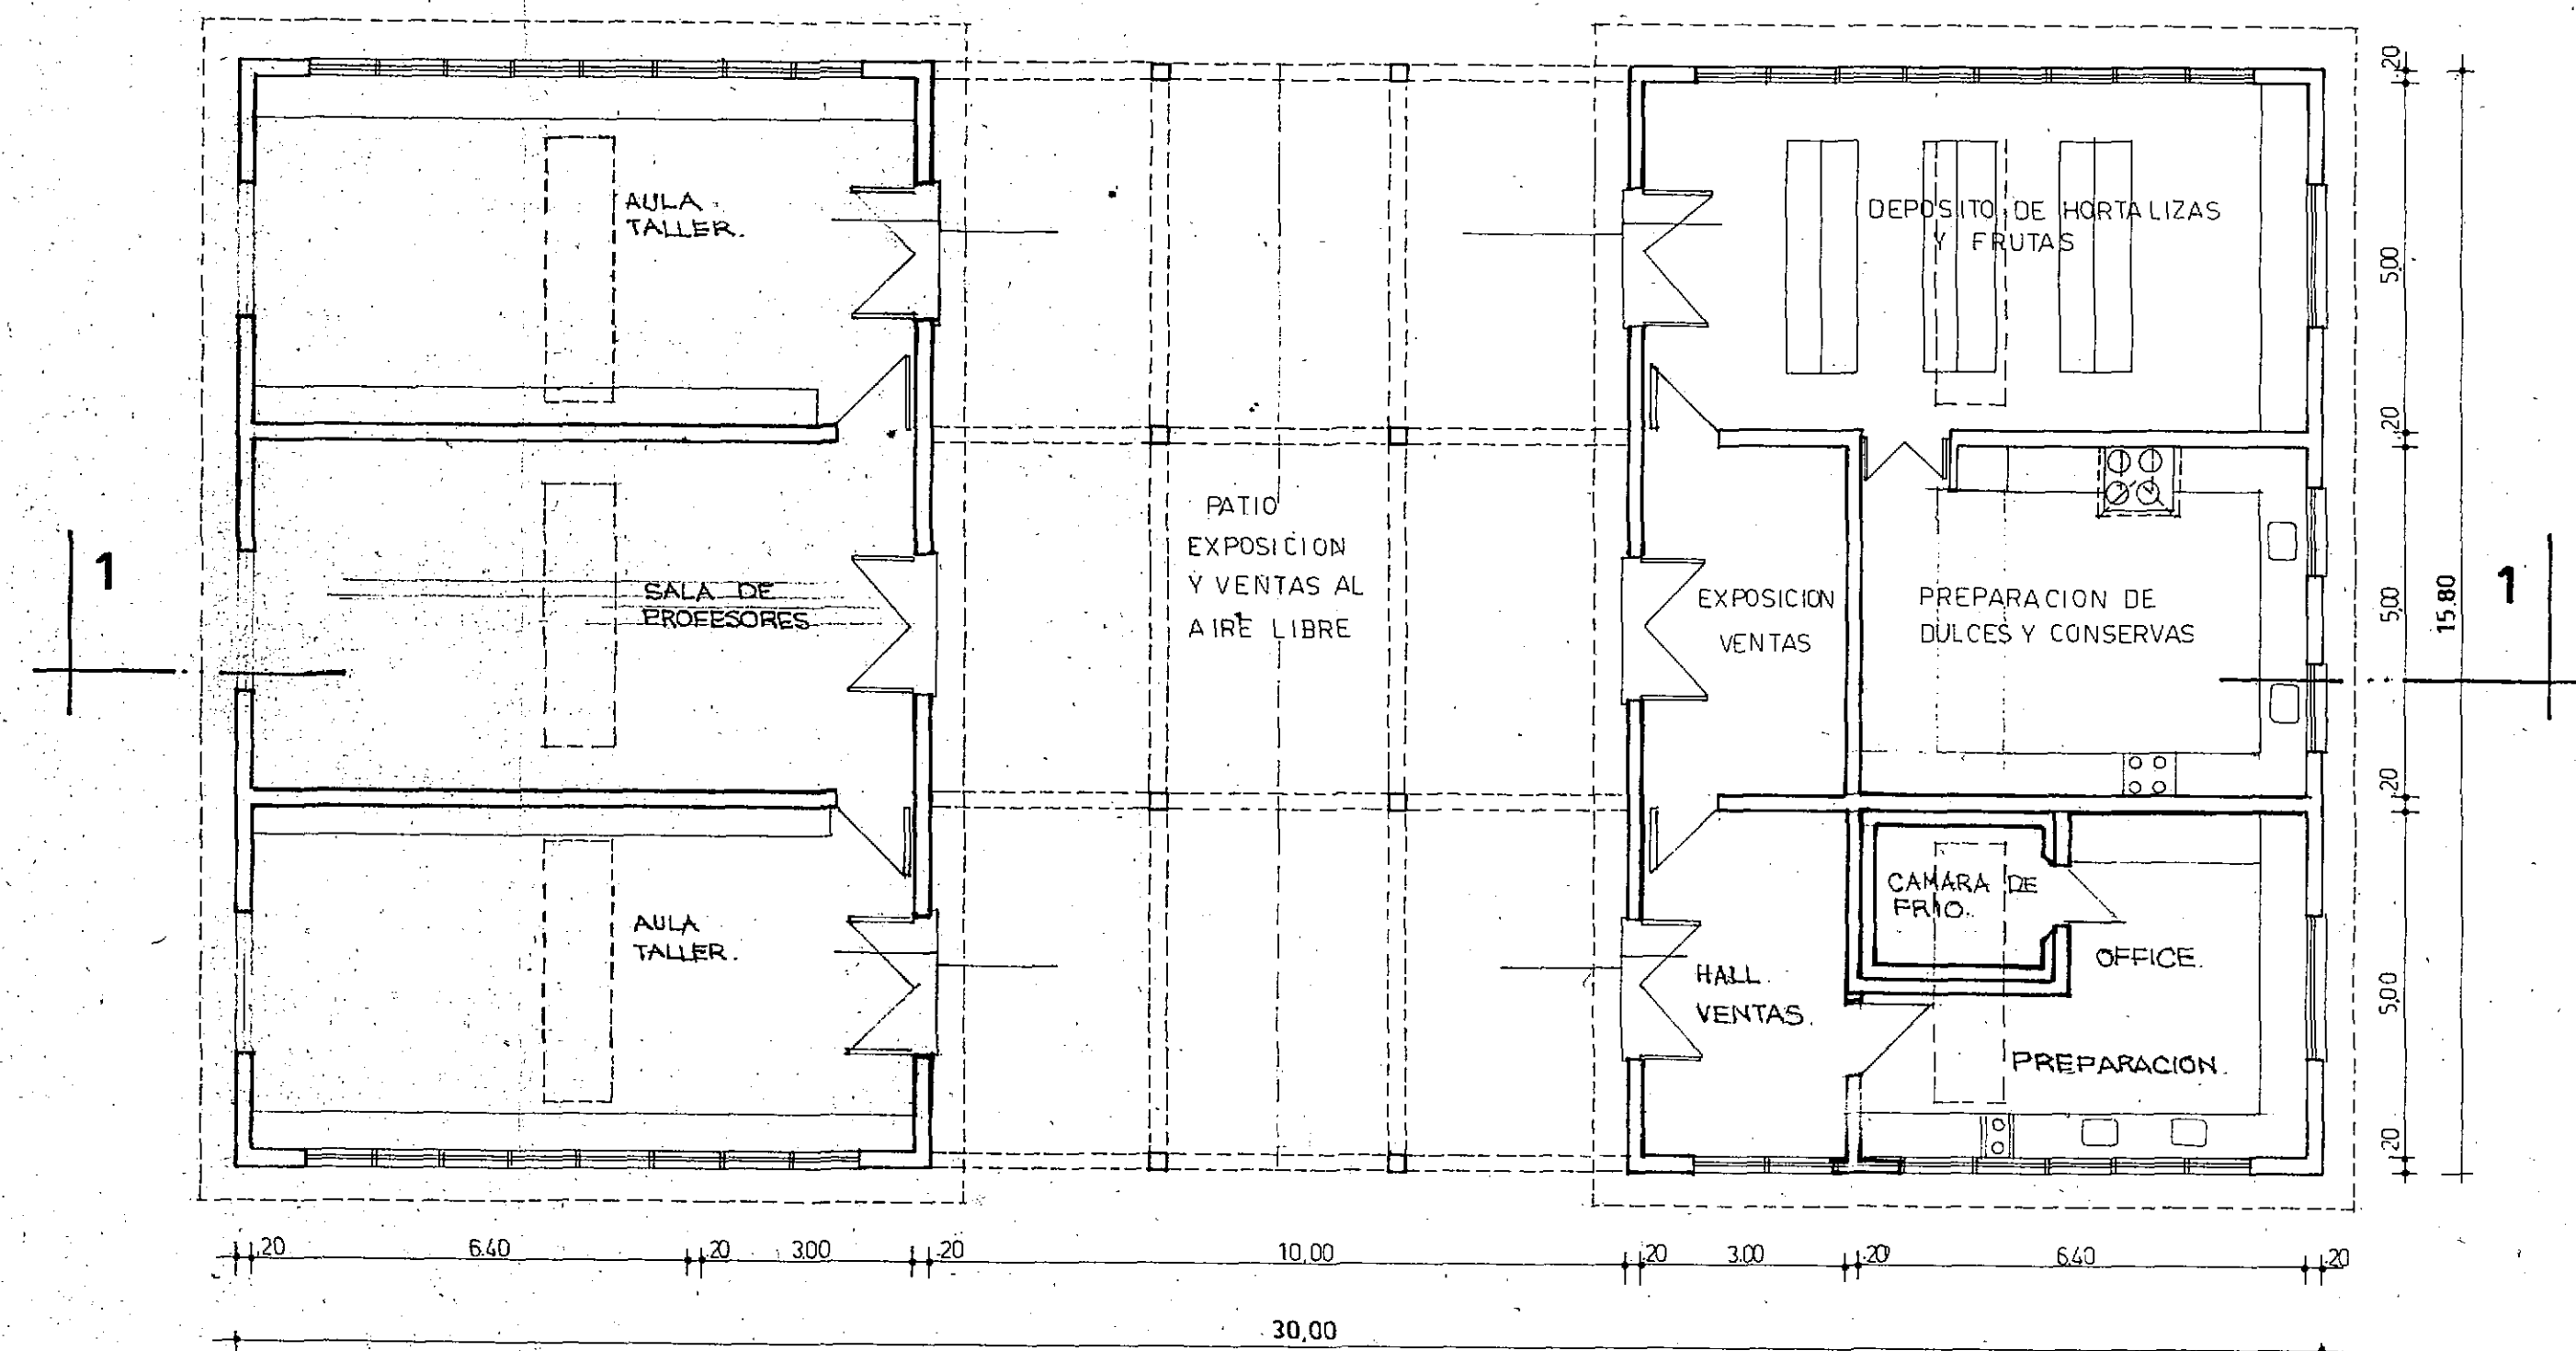 AULA
TALLER.
SALA DE
PROFESORES
AULA
TALLER.
PATIO
EXPOSICION
Y VENTAS AL
AIRE LIBRE
DEPOSITO DE HORTALIZAS
Y FRUTAS
EXPOSICION
VENTAS
PREPARACION DE
DULCES Y CONSERVAS
CAMARA DE
FRIO.
OFFICE.
HALL.
VENTAS.
PREPARACION.
1
1
.20
5.00
.20
5.00
.20
5.00
.20
15.80
.20
6.40
.20
3.00
.20
10,00
.20
3.00
.20
6.40
.20
30,00